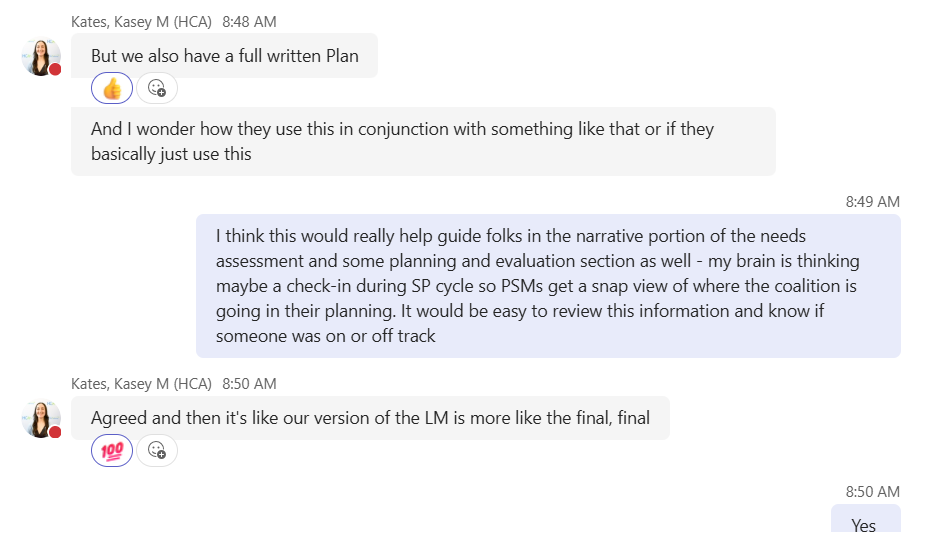 Kates, Kasey M (HCA) 8:48 AM
But we also have a full written Plan
And I wonder how they use this in conjunction with something like that or if they
basically just use this
8:49 AM
I think this would really help guide folks in the narrative portion of the needs
assessment and some planning and evaluation section as well - my brain is thinking
maybe a check-in during SP cycle so PSMs get a snap view of where the coalition is
going in their planning. It would be easy to review this information and know if
someone was on or off track
Kates, Kasey M (HCA) 8:50 AM
Agreed and then it's like our version of the LM is more like the final, final
100
8:50 AM
Yes